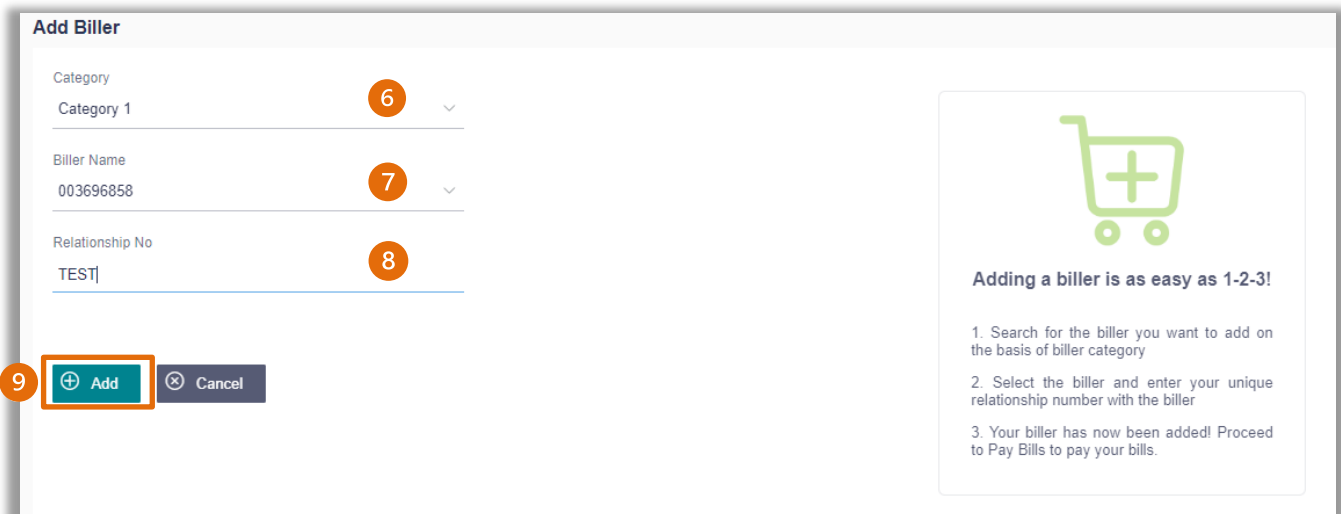 Add Biller
Category
Category 1
6
Biller Name
003696858
7
Relationship No
TEST
8
9
Add
Cancel
Adding a biller is as easy as 1-2-3!
1. Search for the biller you want to add on
the basis of biller category
2. Select the biller and enter your unique
relationship number with the biller
3. Your biller has now been added! Proceed
to Pay Bills to pay your bills.